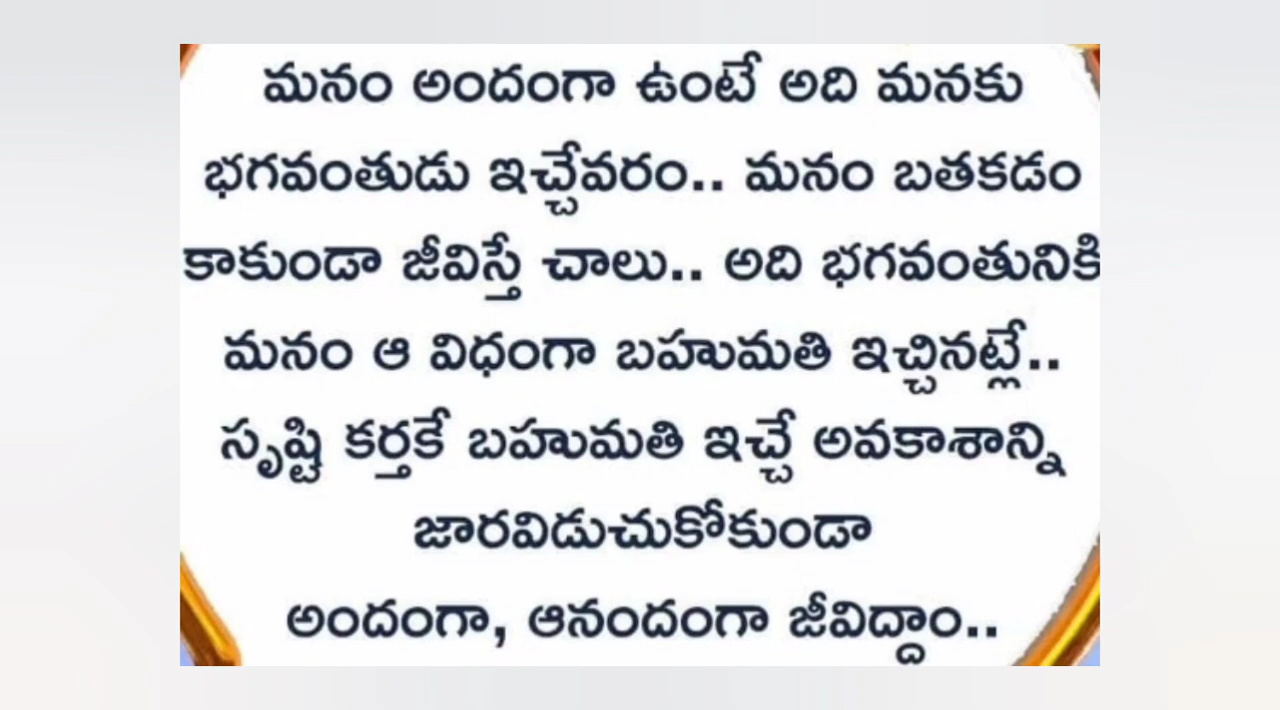 మనం అందంగా ఉంటే అది మనకు
భగవంతుడు ఇచ్చేవరం.. మనం బతకడం
కాకుండా జీవిస్తే చాలు.. అది భగవంతునికి
మనం ఆ విధంగా బహుమతి ఇచ్చినట్లే..
సృష్టి కర్తకే బహుమతి ఇచ్చే అవకాశాన్ని
జారవిడుచుకోకుండా
అందంగా, ఆనందంగా జీవిద్దాం..